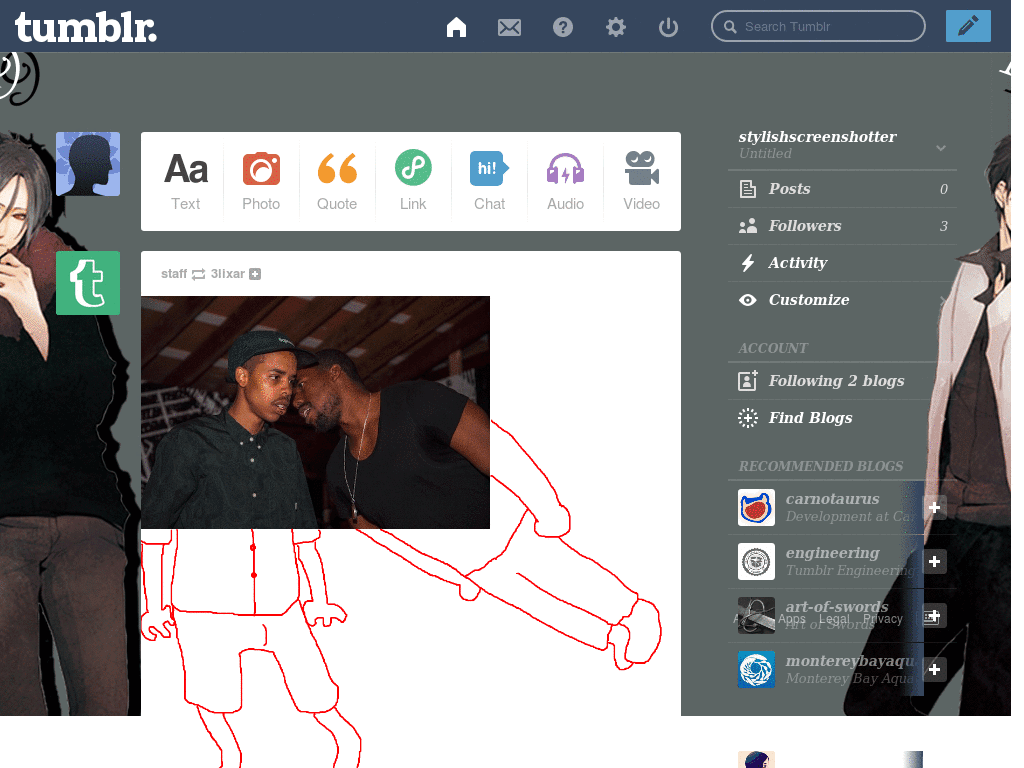 tumblr.
Search Tumblr
Aa
hi!
Text
Photo
Quote
Link
Chat
Audio
Video
staff 3lixar
t
stylishscreenshotter
Untitled
Posts 0
Followers 3
Activity
Customize
ACCOUNT
Following 2 blogs
Find Blogs
RECOMMENDED BLOGS
carnotaurus
Development at Ca
engineering
Tumblr Engineering
art-of-swords
Art of Swords
Apps Legal Privacy
montereybayaqu
Monterey Bay Aqua